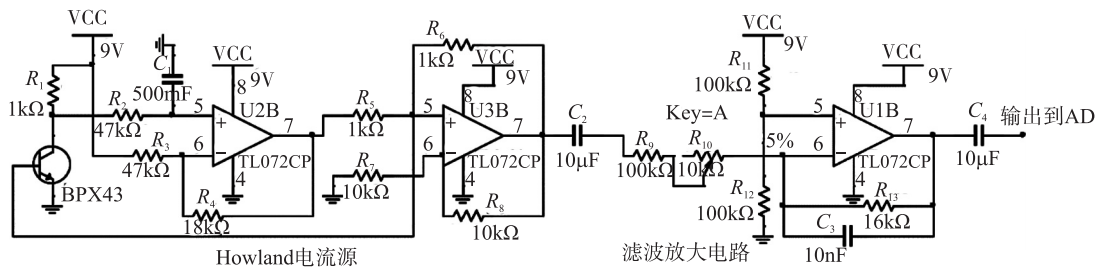 VCC
9V
R1
1kΩ
C1
500mF
R2
47kΩ
R3
47kΩ
BPX43
VCC
9V
8
U2B
5
+
6
−
7
TL072CP
4
R4
18kΩ
Howland电流源
R6
1kΩ
R5
1kΩ
R7
10kΩ
VCC
9V
8
U3B
5
+
6
−
7
TL072CP
4
R8
10kΩ
C2
10μF
R9
100kΩ
Key=A
R10
10kΩ
5%
VCC
9V
R11
100kΩ
R12
100kΩ
VCC
9V
8
U1B
5
+
6
−
7
TL072CP
4
R13
16kΩ
C3
10nF
C4
10μF
输出到AD
滤波放大电路